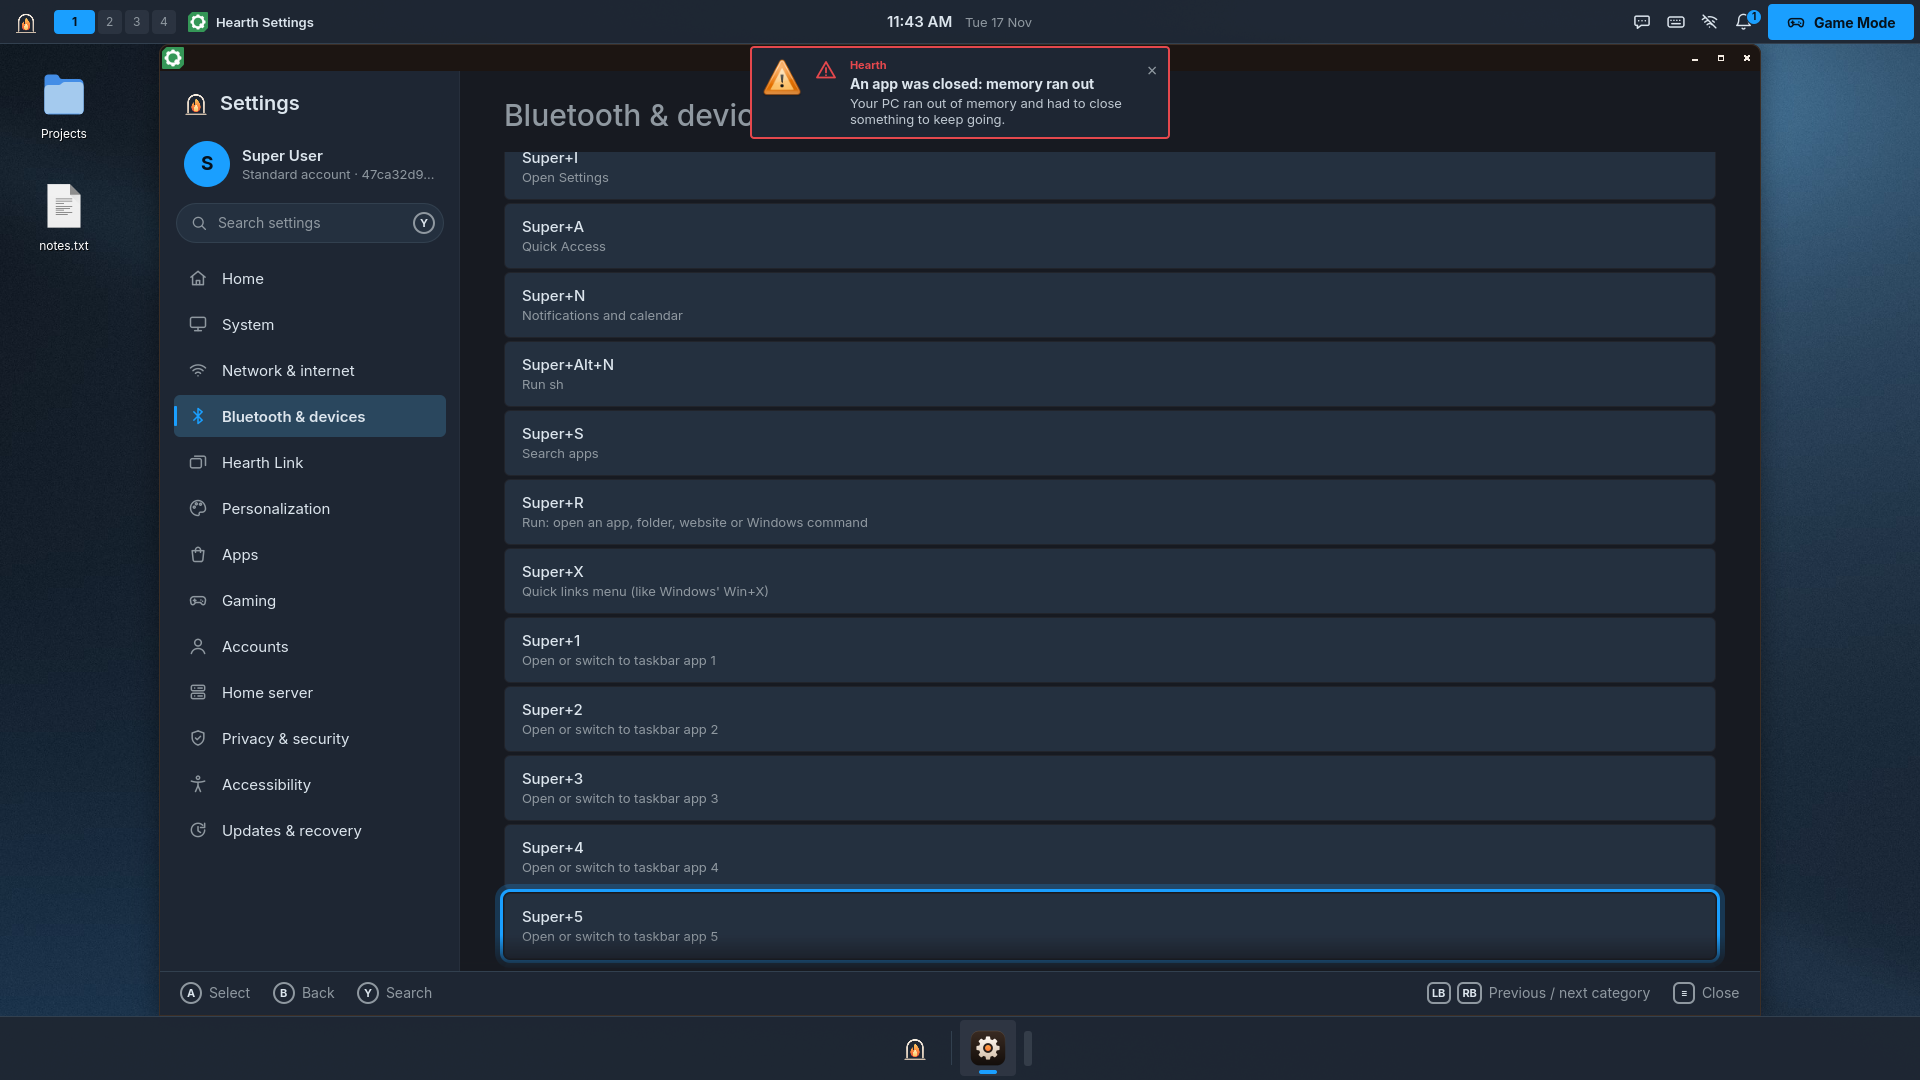 1 2 3 4 Hearth Settings
11:43 AM Tue 17 Nov
1
Game Mode
Projects
notes.txt
Hearth
An app was closed: memory ran out
Your PC ran out of memory and had to close
something to keep going.
Settings
S
Super User
Standard account · 47ca32d9...
Search settings Y
Home
System
Network & internet
Bluetooth & devices
Hearth Link
Personalization
Apps
Gaming
Accounts
Home server
Privacy & security
Accessibility
Updates & recovery
Bluetooth & devic
Super+I
Open Settings
Super+A
Quick Access
Super+N
Notifications and calendar
Super+Alt+N
Run sh
Super+S
Search apps
Super+R
Run: open an app, folder, website or Windows command
Super+X
Quick links menu (like Windows' Win+X)
Super+1
Open or switch to taskbar app 1
Super+2
Open or switch to taskbar app 2
Super+3
Open or switch to taskbar app 3
Super+4
Open or switch to taskbar app 4
Super+5
Open or switch to taskbar app 5
A Select B Back Y Search
LB RB Previous / next category Close